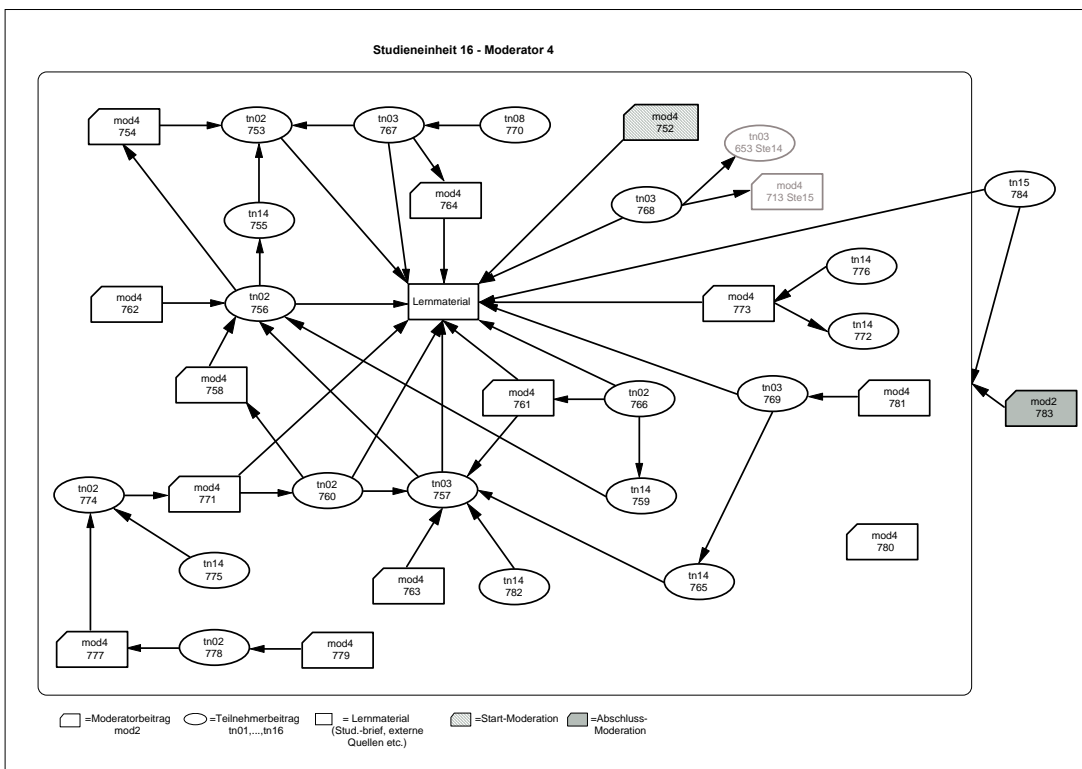 Studieneinheit 16 - Moderator 4
mod4
754
tn02
753
tn03
767
tn08
770
mod4
752
tn03
653 Ste14
mod4
713 Ste15
tn15
784
mod4
764
tn03
768
tn14
755
tn14
776
mod4
762
tn02
756
Lernmaterial
mod4
773
tn14
772
mod4
758
mod4
761
tn02
766
tn03
769
mod4
781
mod2
783
tn02
774
mod4
771
tn02
760
tn03
757
tn14
759
mod4
780
tn14
775
mod4
763
tn14
782
tn14
765
mod4
777
tn02
778
mod4
779
=Moderatorbeitrag
mod2
=Teilnehmerbeitrag
tn01,...,tn16
= Lernmaterial
(Stud.-brief, externe
Quellen etc.)
=Start-Moderation
=Abschluss-
Moderation